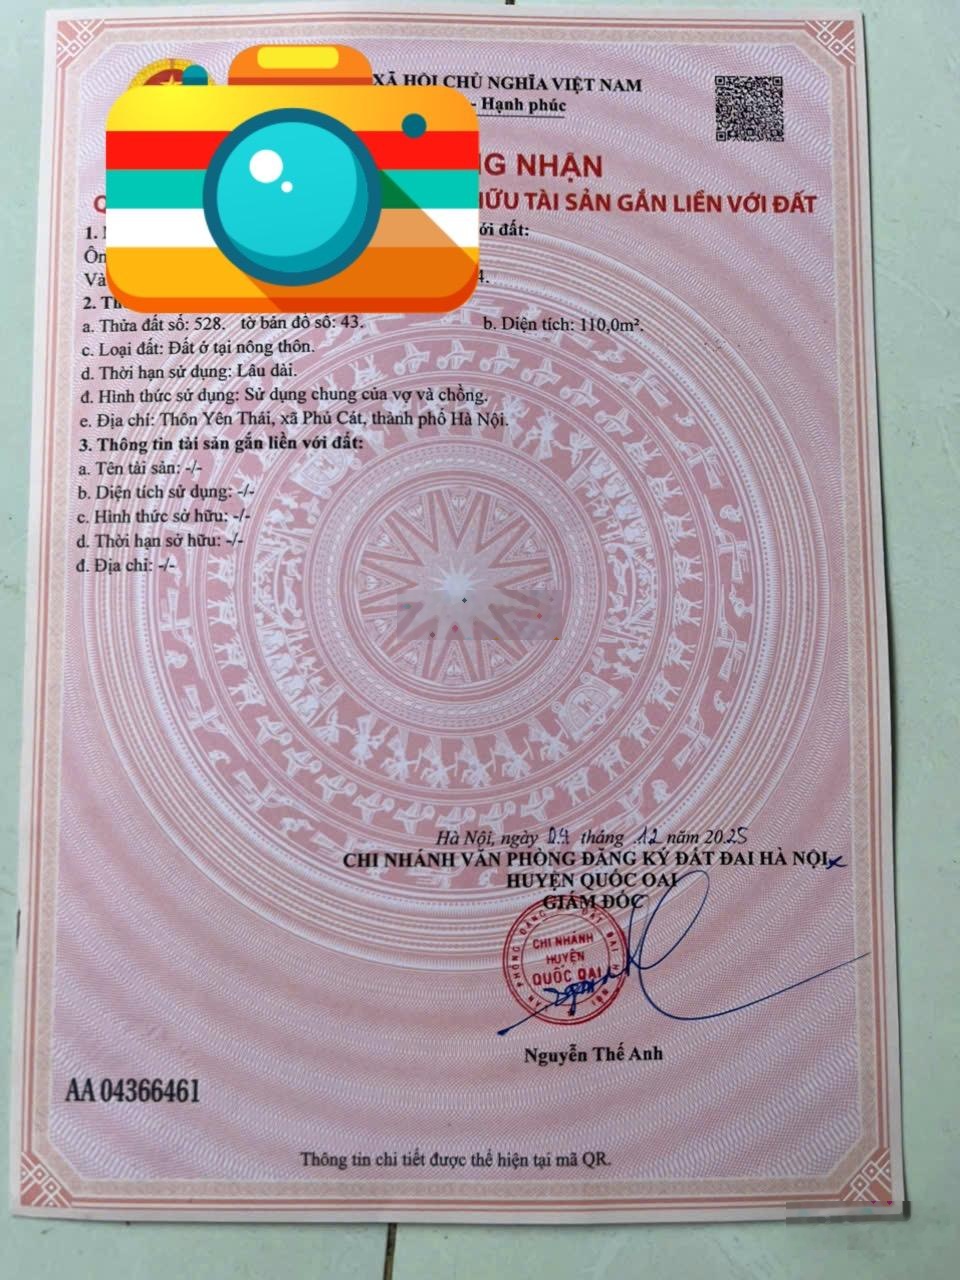 XÃ HỘI CHỦ NGHĨA VIỆT NAM
- Hạnh phúc
NG NHẬN
HỮU TÀI SẢN GẮN LIỀN VỚI ĐẤT
1. ới đất:
Ôn
Và 4.
2. Th
a. Thửa đất số: 528. tờ bản đồ số: 43. b. Diện tích: 110,0m².
c. Loại đất: Đất ở tại nông thôn.
d. Thời hạn sử dụng: Lâu dài.
đ. Hình thức sử dụng: Sử dụng chung của vợ và chồng.
e. Địa chỉ: Thôn Yên Thái, xã Phú Cát, thành phố Hà Nội.
3. Thông tin tài sản gắn liền với đất:
a. Tên tài sản: -/-
b. Diện tích sử dụng: -/-
c. Hình thức sở hữu: -/-
d. Thời hạn sở hữu: -/-
đ. Địa chỉ: -/-
Hà Nội, ngày tháng 12 năm 2025
CHI NHÁNH VĂN PHÒNG ĐĂNG KÝ ĐẤT ĐAI HÀ NỘI
HUYỆN QUỐC OAI
GIÁM ĐỐC
CHI NHÁNH
HUYỆN
QUỐC OAI
Nguyễn Thế Anh
AA 04366461
Thông tin chi tiết được thể hiện tại mã QR.